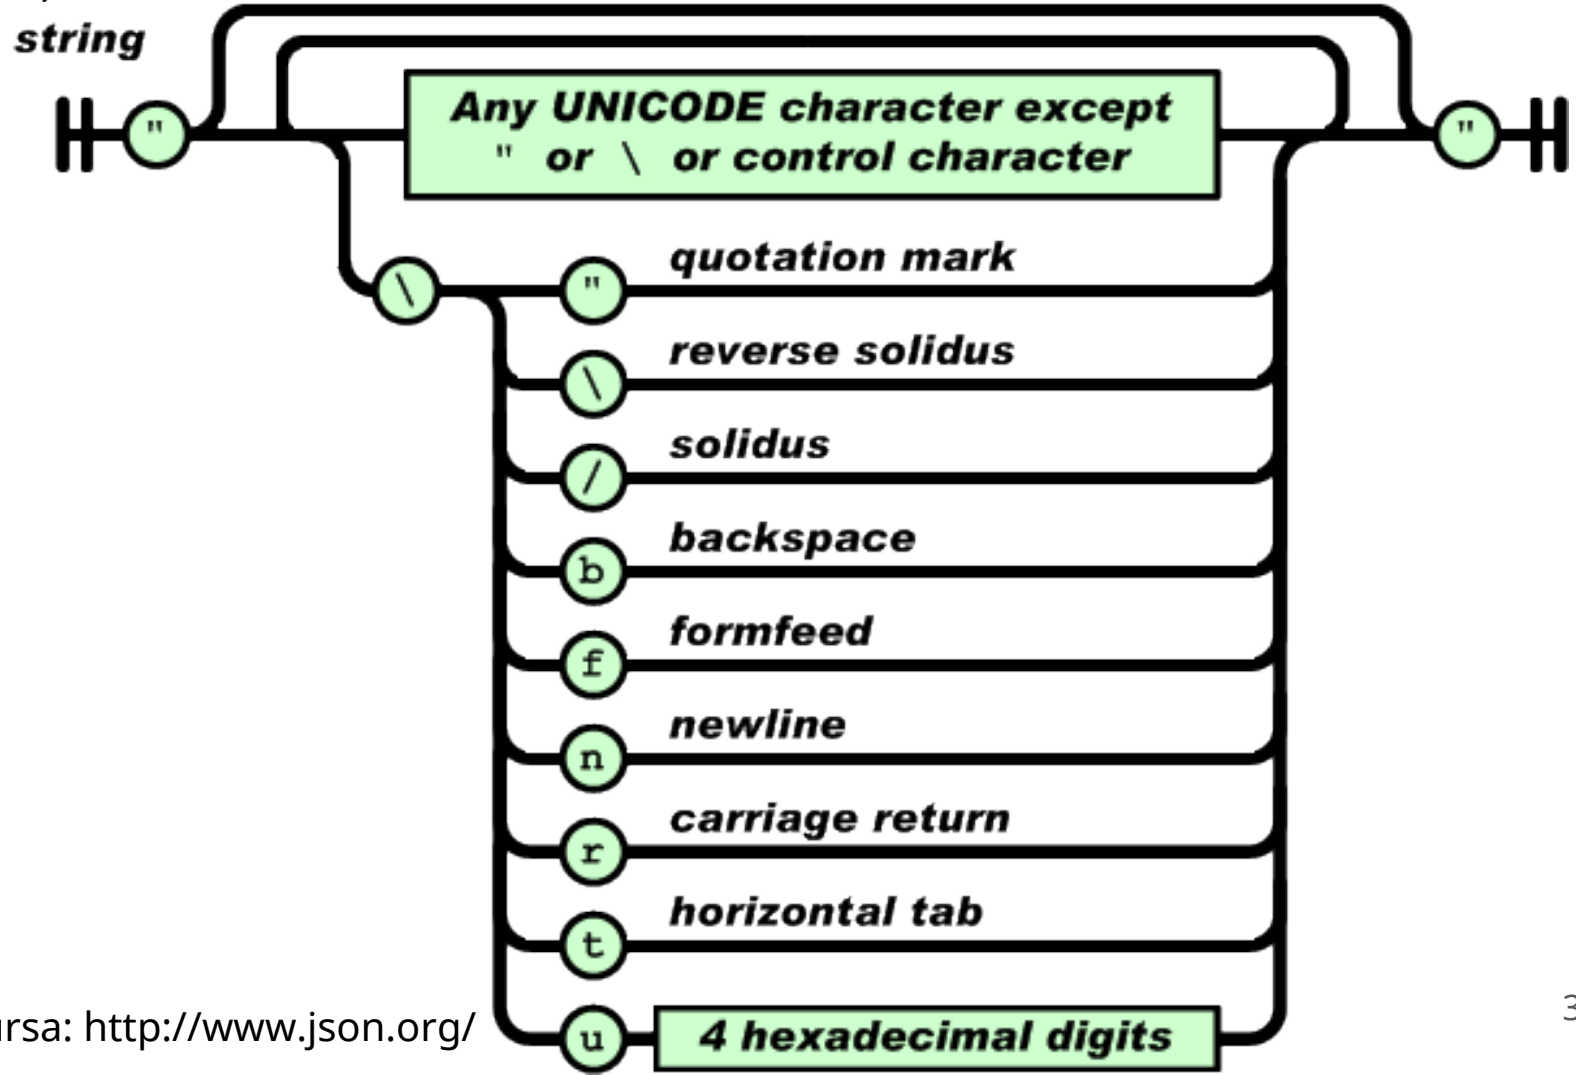 string
"
Any UNICODE character except
" or \ or control character
"
\
" quotation mark
\ reverse solidus
/ solidus
b backspace
f formfeed
n newline
r carriage return
t horizontal tab
u 4 hexadecimal digits
http://www.json.org/